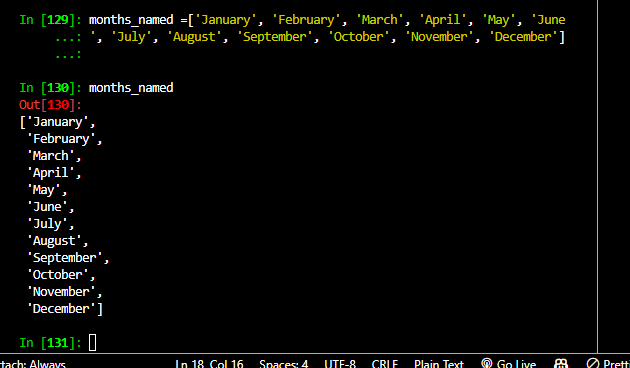 In [129]: months_named =['January', 'February', 'March', 'April', 'May', 'June
...: ', 'July', 'August', 'September', 'October', 'November', 'December']
...:
In [130]: months_named
Out[130]:
['January',
'February',
'March',
'April',
'May',
'June',
'July',
'August',
'September',
'October',
'November',
'December']
In [131]:
ttach: Always Ln 18, Col 16 Spaces: 4 UTF-8 CRLF Plain Text Go Live Prett